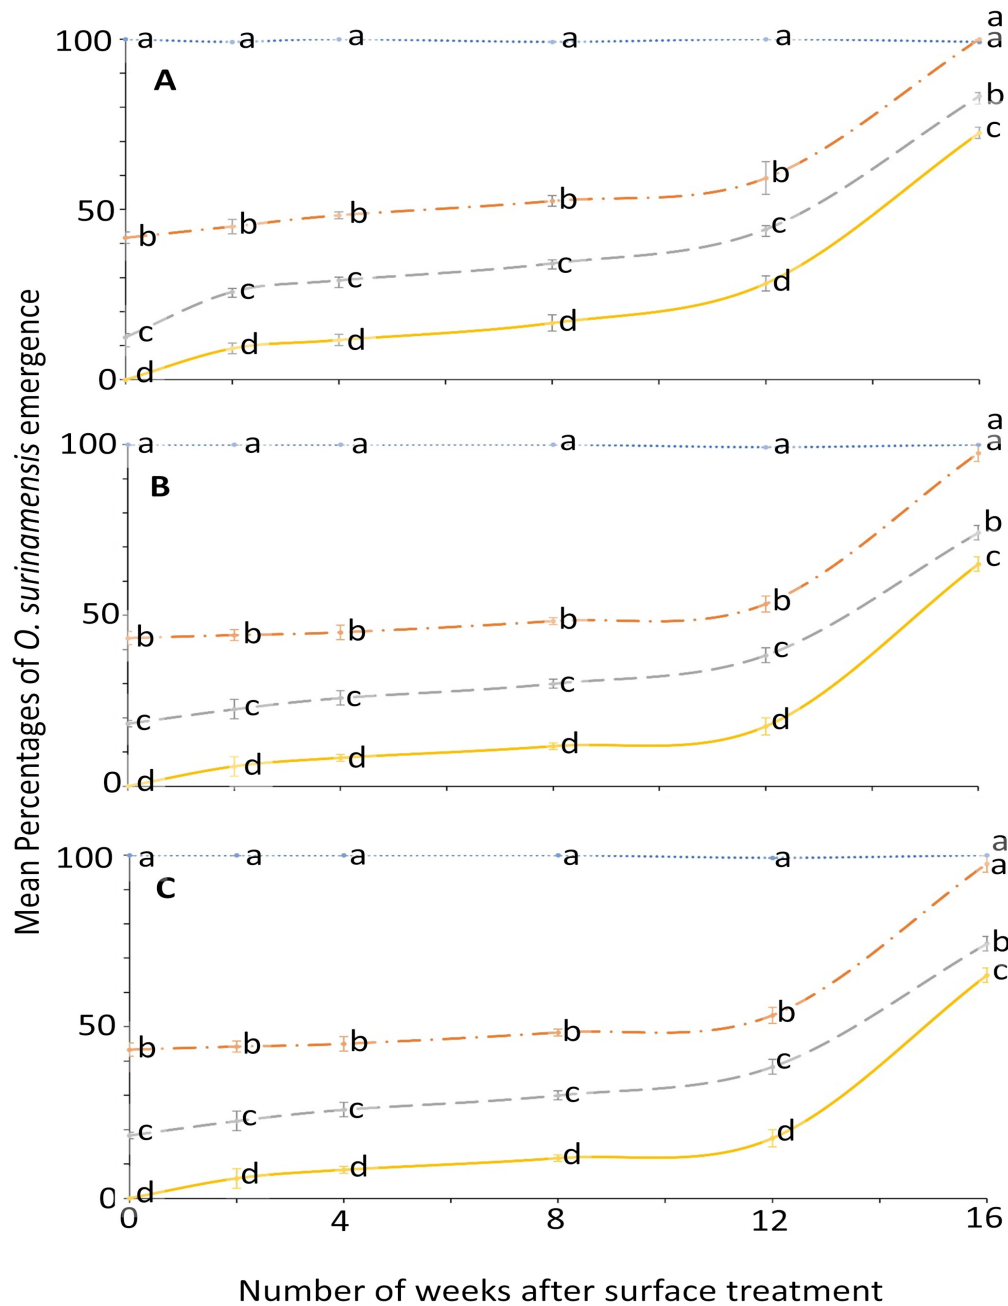 Mean Percentages of O. surinamensis emergence
a
100 a a a a a a
A
b
c
50 b b b b b
c c c c c
d d d d d
0
a
100 a a a a a a
B
b
c
50 b b b b b
c c c c c
d d d d d
0
a
100 a a a a a a
C
b
c
50 b b b b b
c c c c c
d d d d d
0
0 4 8 12 16
Number of weeks after surface treatment